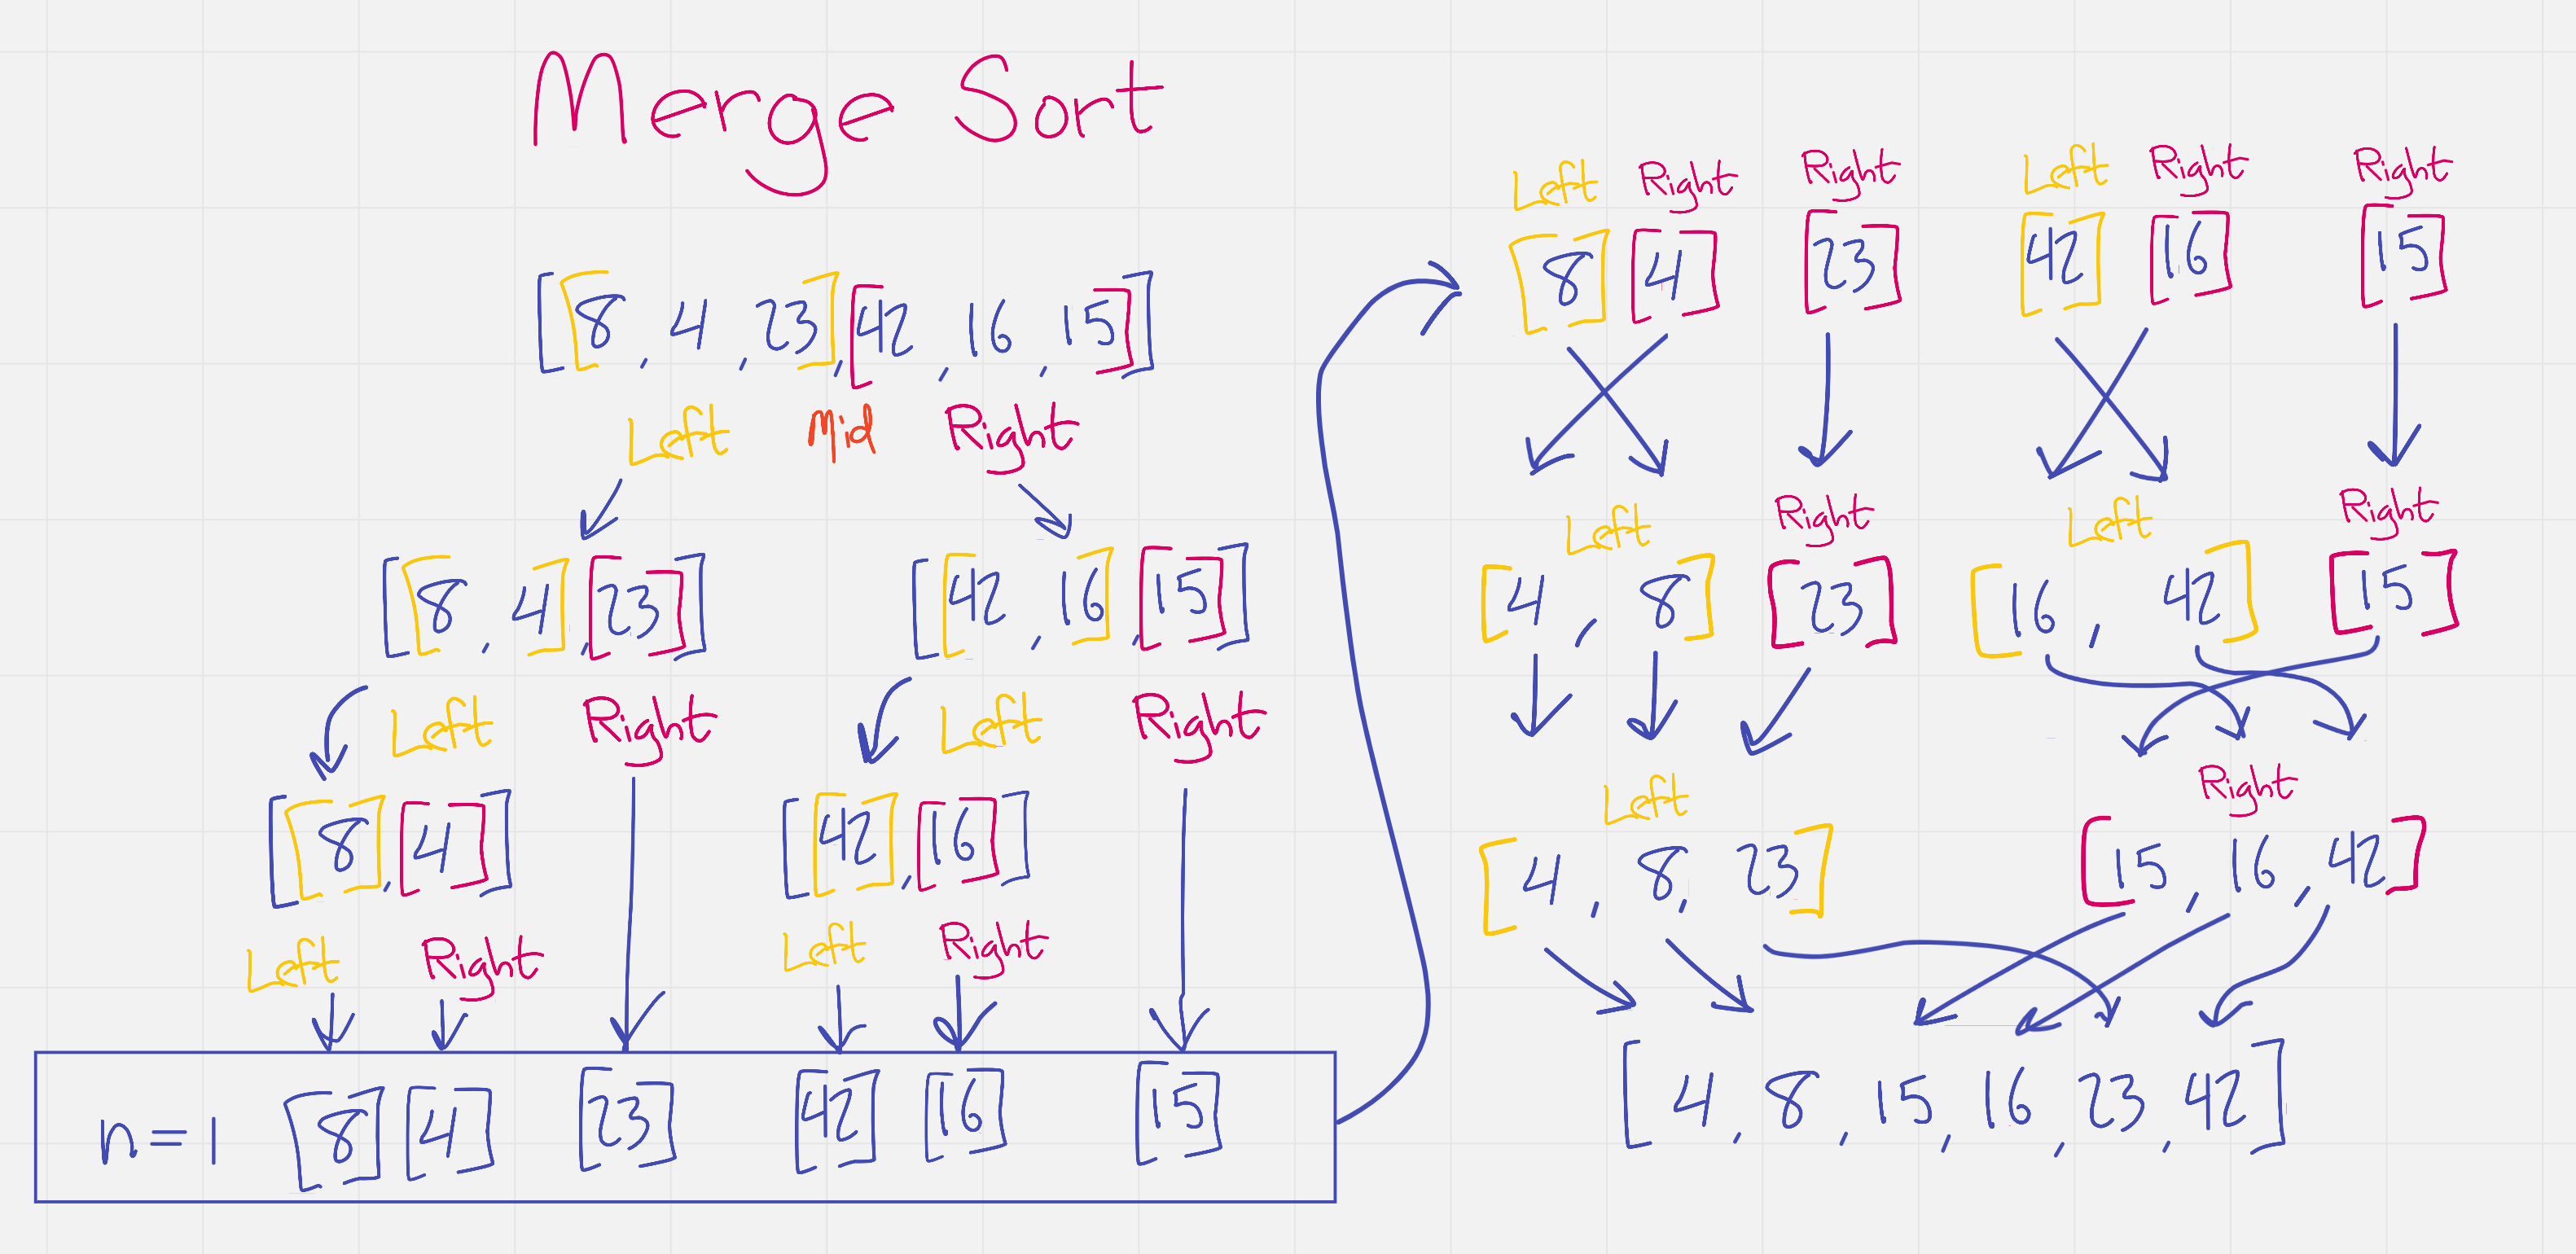 Merge Sort
[[8, 4, 23],[42, 16, 15]]
Left Mid Right
[[8, 4],[23]] [[42, 16],[15]]
Left Right Left Right
[[8],[4]] [[42],[16]]
Left Right Left Right
n=1 [8] [4] [23] [42] [16] [15]
Left Right Right Left Right Right
[8] [4] [23] [42] [16] [15]
Left Right Left Right
[4, 8] [23] [16, 42] [15]
Left Right
[4, 8, 23] [15, 16, 42]
[4, 8, 15, 16, 23, 42]